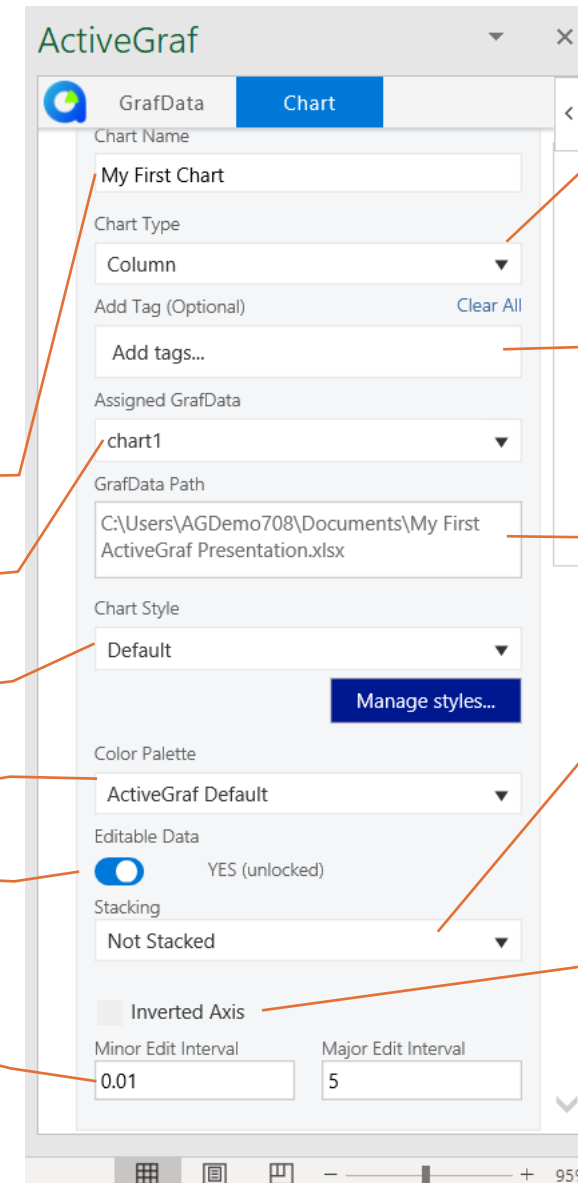 ActiveGraf
GrafData
Chart
Chart Name
My First Chart
Chart Type
Column
Add Tag (Optional)
Clear All
Add tags...
Assigned GrafData
chart1
GrafData Path
C:\Users\AGDemo708\Documents\My First
ActiveGraf Presentation.xlsx
Chart Style
Default
Manage styles...
Color Palette
ActiveGraf Default
Editable Data
YES (unlocked)
Stacking
Not Stacked
Inverted Axis
Minor Edit Interval
Major Edit Interval
0.01
5
95%